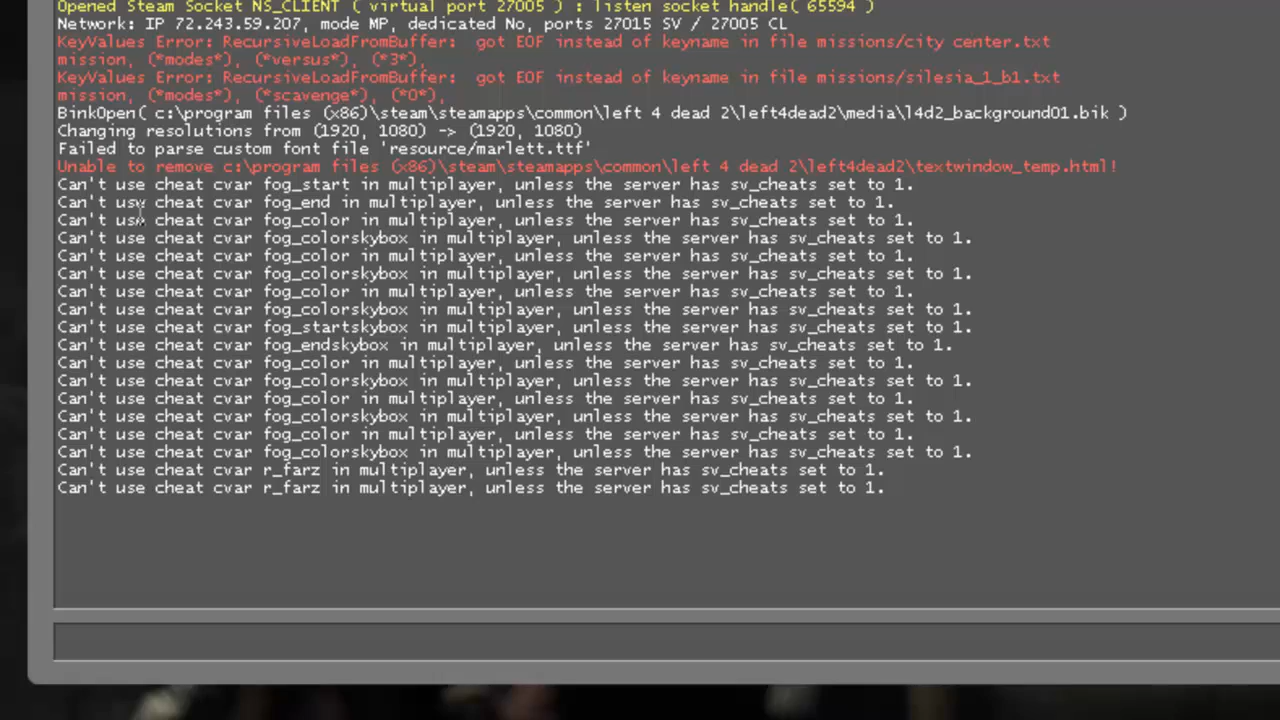 Opened Steam Socket NS_CLIENT ( virtual port 27005 ) : listen socket handle( 65594 )
Network: IP 72.243.59.207, mode MP, dedicated No, ports 27015 SV / 27005 CL
KeyValues Error: RecursiveLoadFromBuffer:  got EOF instead of keyname in file missions/city center.txt
mission, (*modes*), (*versus*), (*3*),
KeyValues Error: RecursiveLoadFromBuffer:  got EOF instead of keyname in file missions/silesia_1_b1.txt
mission, (*modes*), (*scavenge*), (*0*),
BinkOpen( c:\program files (x86)\steam\steamapps\common\left 4 dead 2\left4dead2\media\l4d2_background01.bik )
Changing resolutions from (1920, 1080) -> (1920, 1080)
Failed to parse custom font file 'resource/marlett.ttf'
Unable to remove c:\program files (x86)\steam\steamapps\common\left 4 dead 2\left4dead2\textwindow_temp.html!
Can't use cheat cvar fog_start in multiplayer, unless the server has sv_cheats set to 1.
Can't use cheat cvar fog_end in multiplayer, unless the server has sv_cheats set to 1.
Can't use cheat cvar fog_color in multiplayer, unless the server has sv_cheats set to 1.
Can't use cheat cvar fog_colorskybox in multiplayer, unless the server has sv_cheats set to 1.
Can't use cheat cvar fog_color in multiplayer, unless the server has sv_cheats set to 1.
Can't use cheat cvar fog_colorskybox in multiplayer, unless the server has sv_cheats set to 1.
Can't use cheat cvar fog_color in multiplayer, unless the server has sv_cheats set to 1.
Can't use cheat cvar fog_colorskybox in multiplayer, unless the server has sv_cheats set to 1.
Can't use cheat cvar fog_startskybox in multiplayer, unless the server has sv_cheats set to 1.
Can't use cheat cvar fog_endskybox in multiplayer, unless the server has sv_cheats set to 1.
Can't use cheat cvar fog_color in multiplayer, unless the server has sv_cheats set to 1.
Can't use cheat cvar fog_colorskybox in multiplayer, unless the server has sv_cheats set to 1.
Can't use cheat cvar fog_color in multiplayer, unless the server has sv_cheats set to 1.
Can't use cheat cvar fog_colorskybox in multiplayer, unless the server has sv_cheats set to 1.
Can't use cheat cvar fog_color in multiplayer, unless the server has sv_cheats set to 1.
Can't use cheat cvar fog_colorskybox in multiplayer, unless the server has sv_cheats set to 1.
Can't use cheat cvar r_farz in multiplayer, unless the server has sv_cheats set to 1.
Can't use cheat cvar r_farz in multiplayer, unless the server has sv_cheats set to 1.